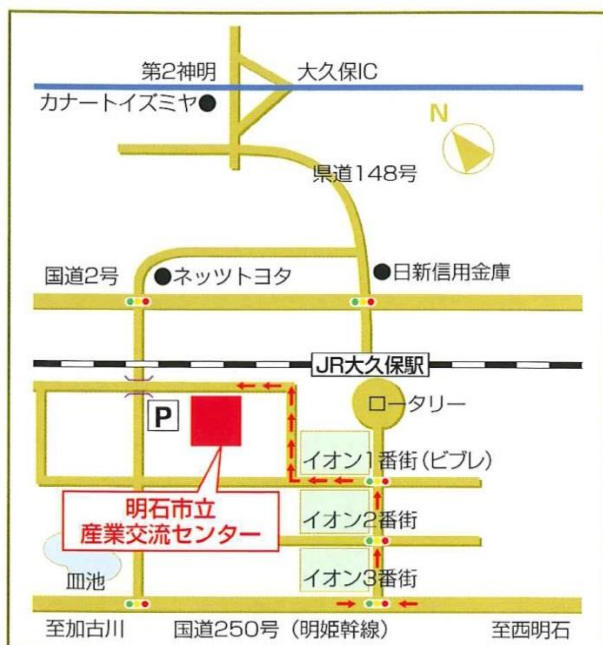 第2神明
大久保IC
カナートイズミヤ
N
県道148号
国道2号
ネッツトヨタ
日新信用金庫
JR大久保駅
P
ロータリー
イオン1番街(ビブレ)
明石市立
産業交流センター
イオン2番街
皿池
イオン3番街
至加古川
国道250号(明姫幹線)
至西明石